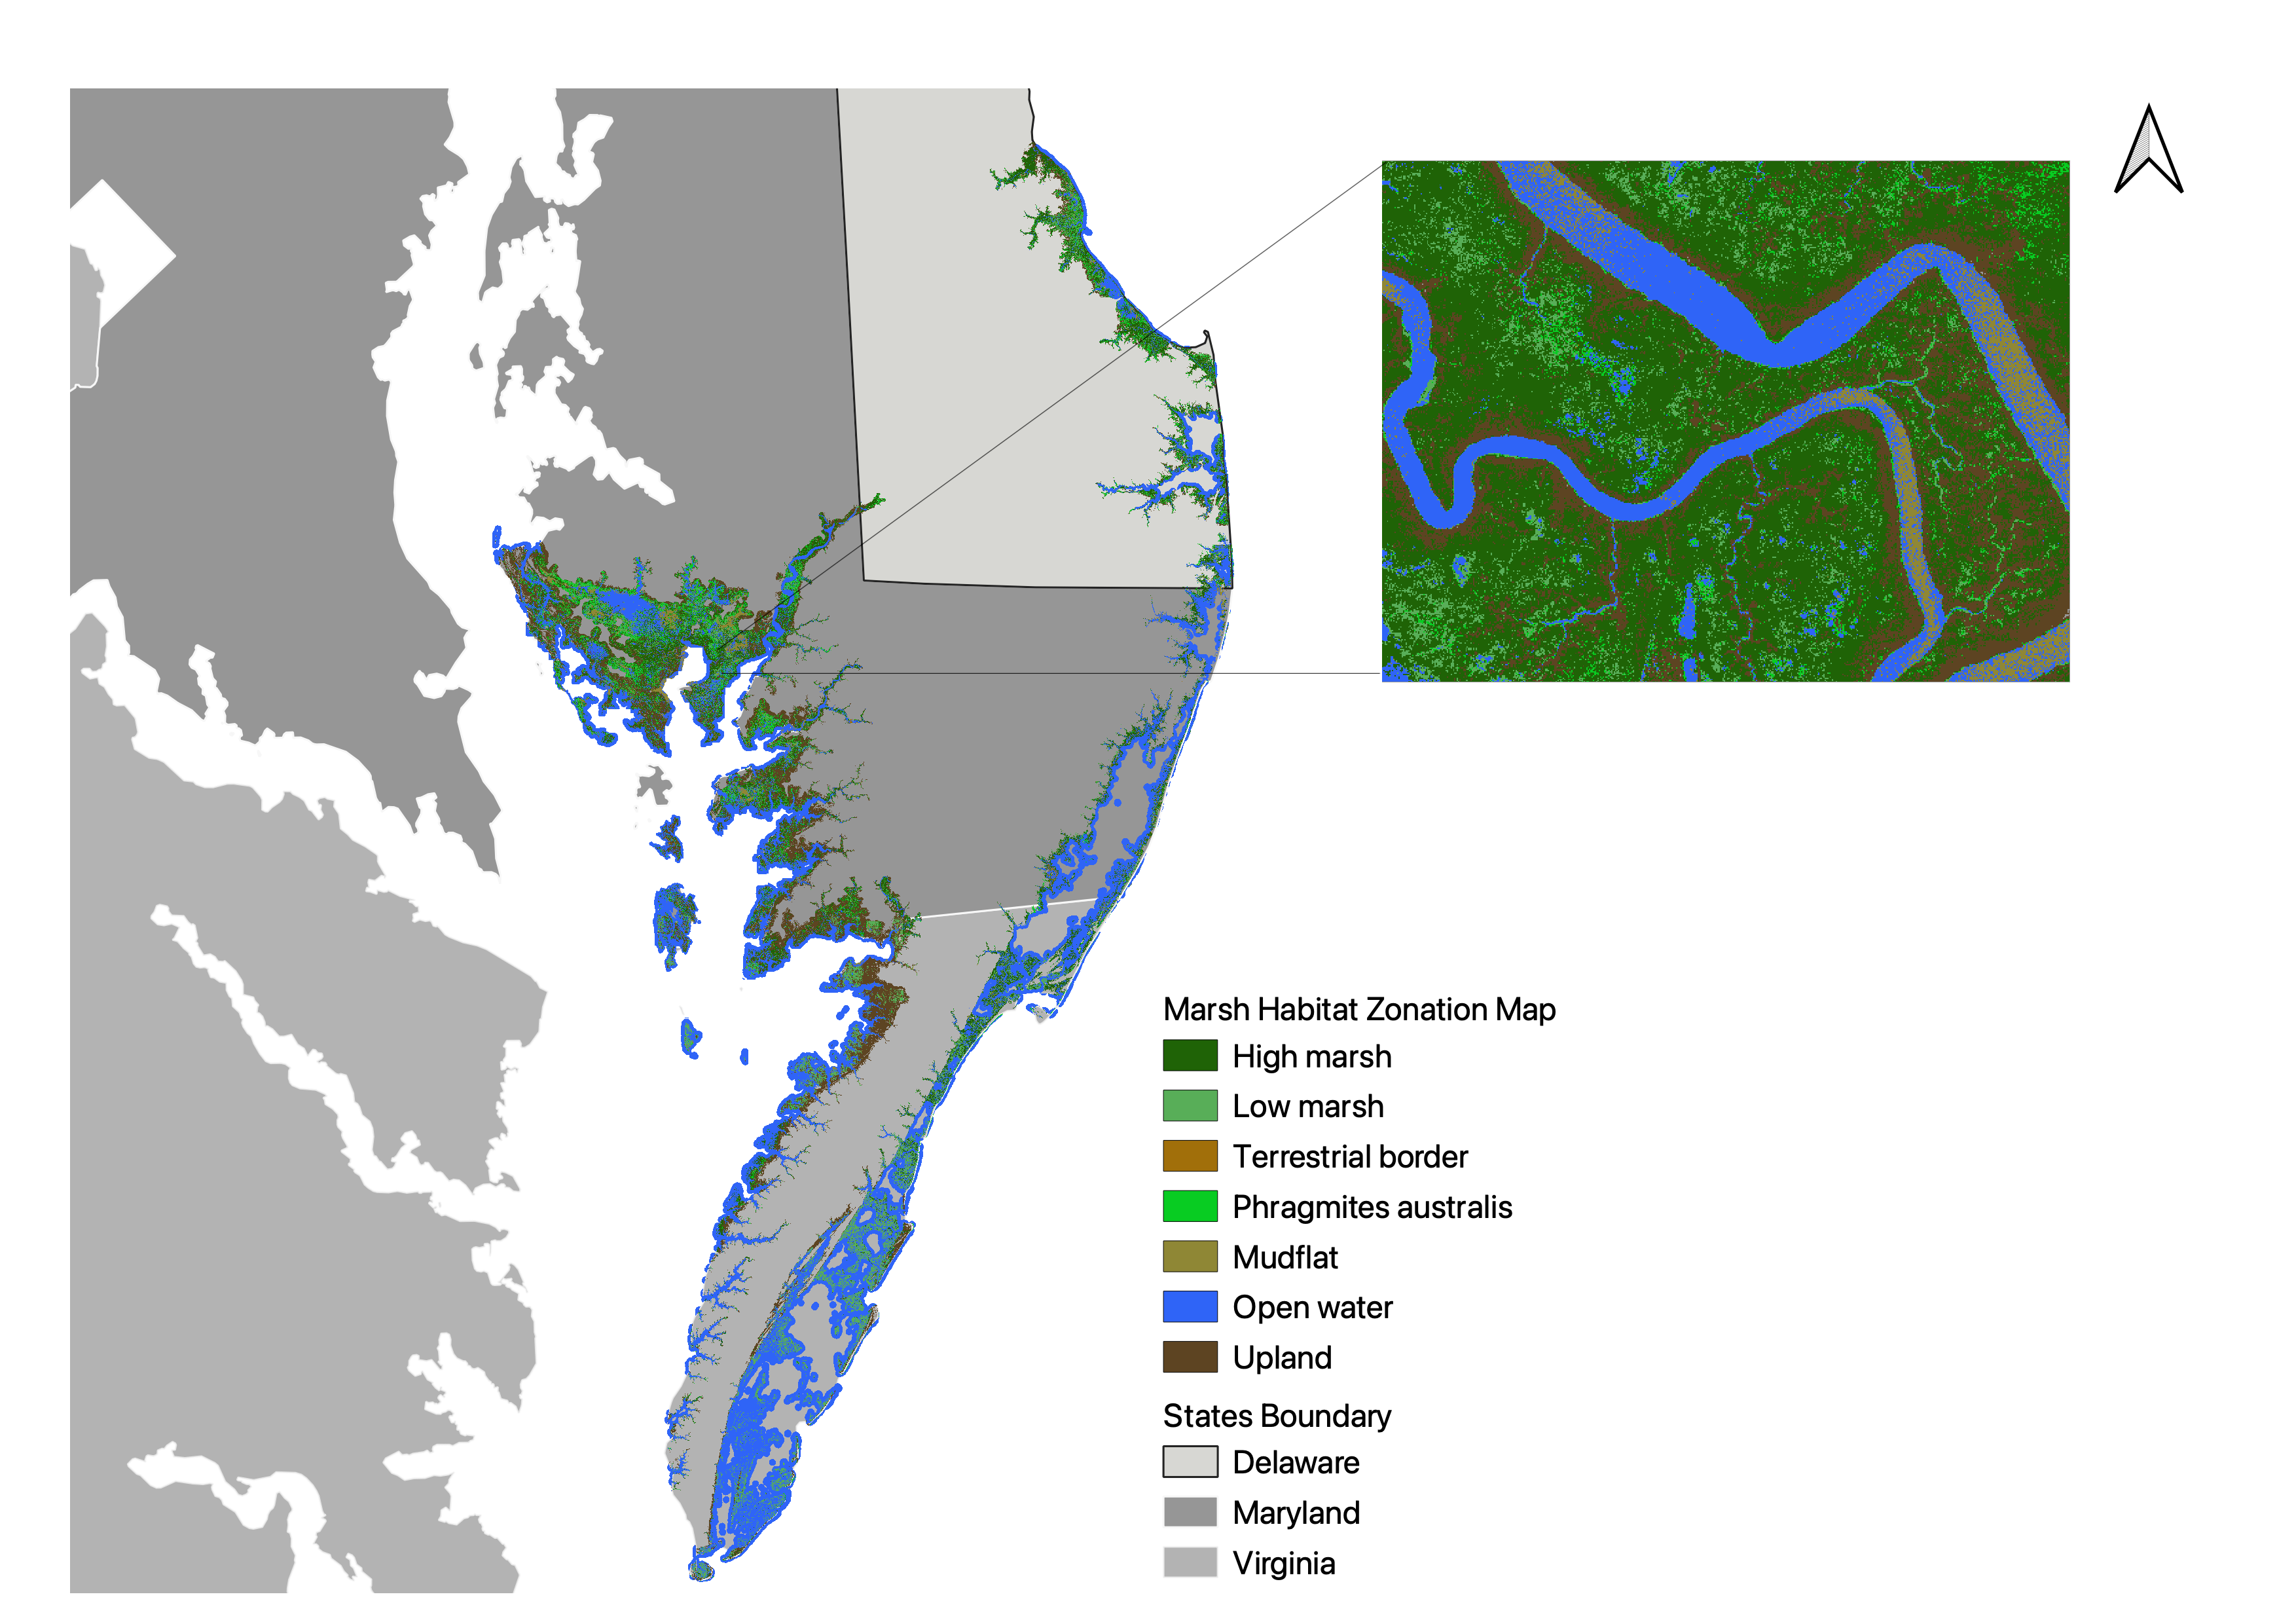 Marsh Habitat Zonation Map
High marsh
Low marsh
Terrestrial border
Phragmites australis
Mudflat
Open water
Upland
States Boundary
Delaware
Maryland
Virginia